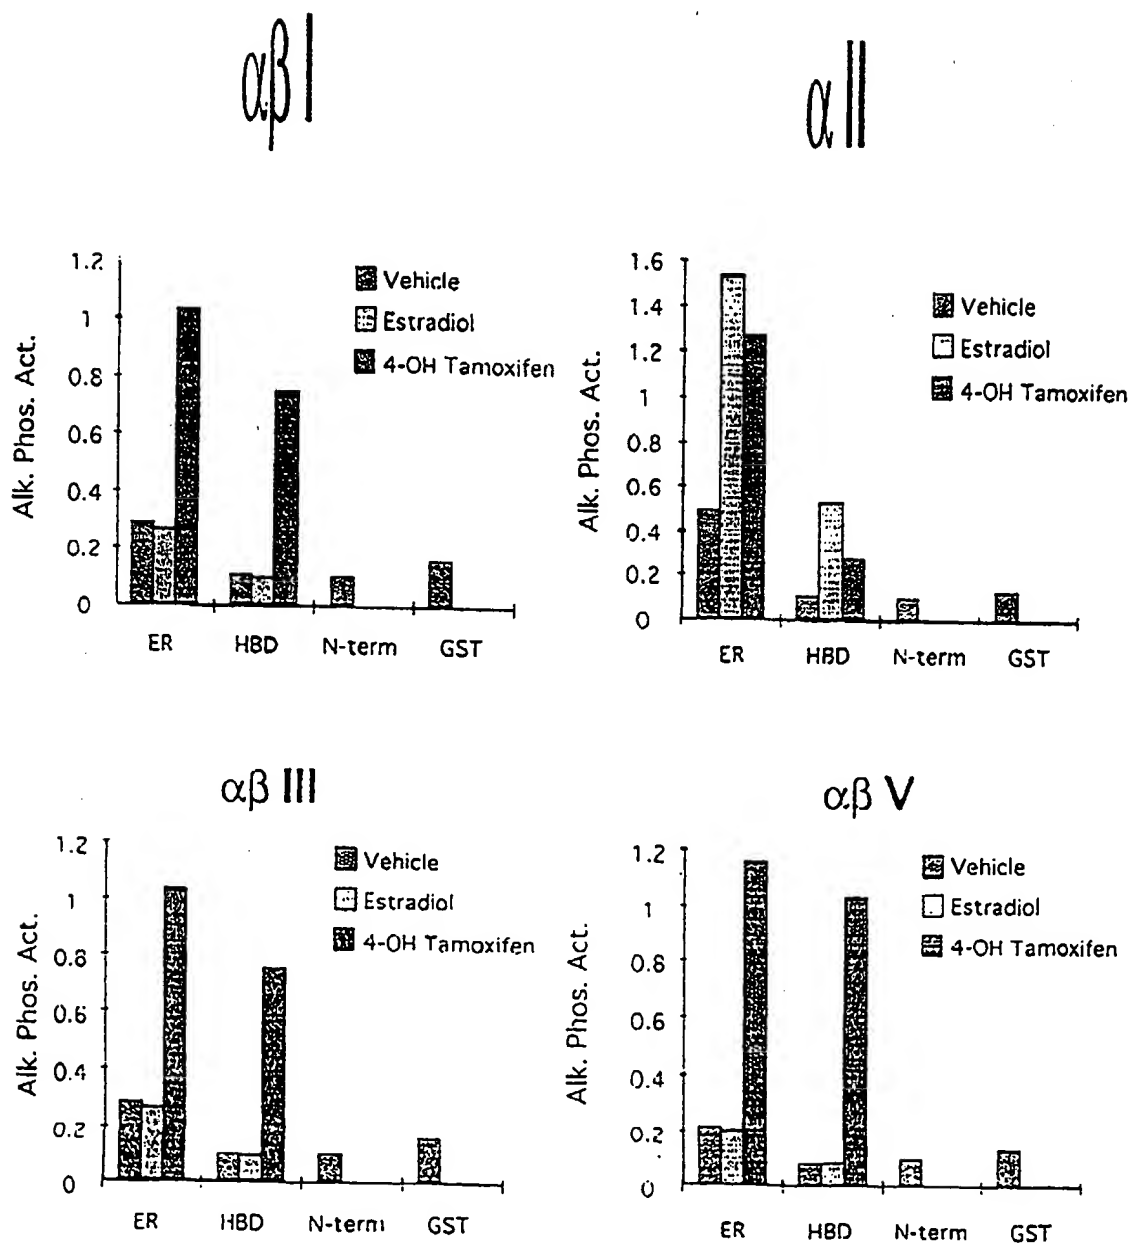 αβ I
1.2
1
0.8
0.6
0.4
0.2
0
Alk. Phos. Act.
Vehicle
Estradiol
4-OH Tamoxifen
ER HBD N-term GST
α II
1.6
1.4
1.2
1
0.8
0.6
0.4
0.2
0
Alk. Phos. Act.
Vehicle
Estradiol
4-OH Tamoxifen
ER HBD N-term GST
αβ III
1.2
1
0.8
0.6
0.4
0.2
0
Alk. Phos. Act.
Vehicle
Estradiol
4-OH Tamoxifen
ER HBD N-term GST
αβ V
1.2
1
0.8
0.6
0.4
0.2
0
Alk. Phos. Act.
Vehicle
Estradiol
4-OH Tamoxifen
ER HBD N-term GST